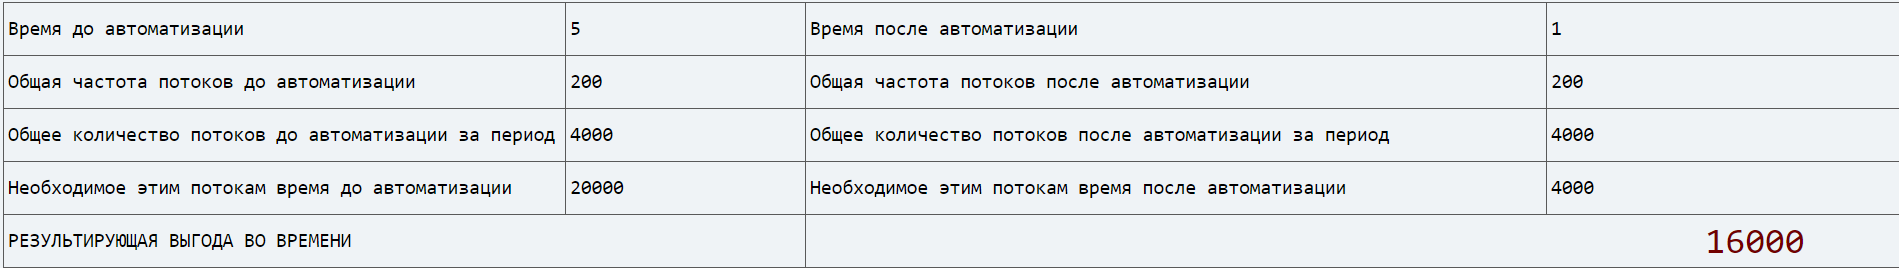 Время до автоматизации 5 Время после автоматизации 1
Общая частота потоков до автоматизации 200 Общая частота потоков после автоматизации 200
Общее количество потоков до автоматизации за период 4000 Общее количество потоков после автоматизации за период 4000
Необходимое этим потокам время до автоматизации 20000 Необходимое этим потокам время после автоматизации 4000
РЕЗУЛЬТИРУЮЩАЯ ВЫГОДА ВО ВРЕМЕНИ 16000